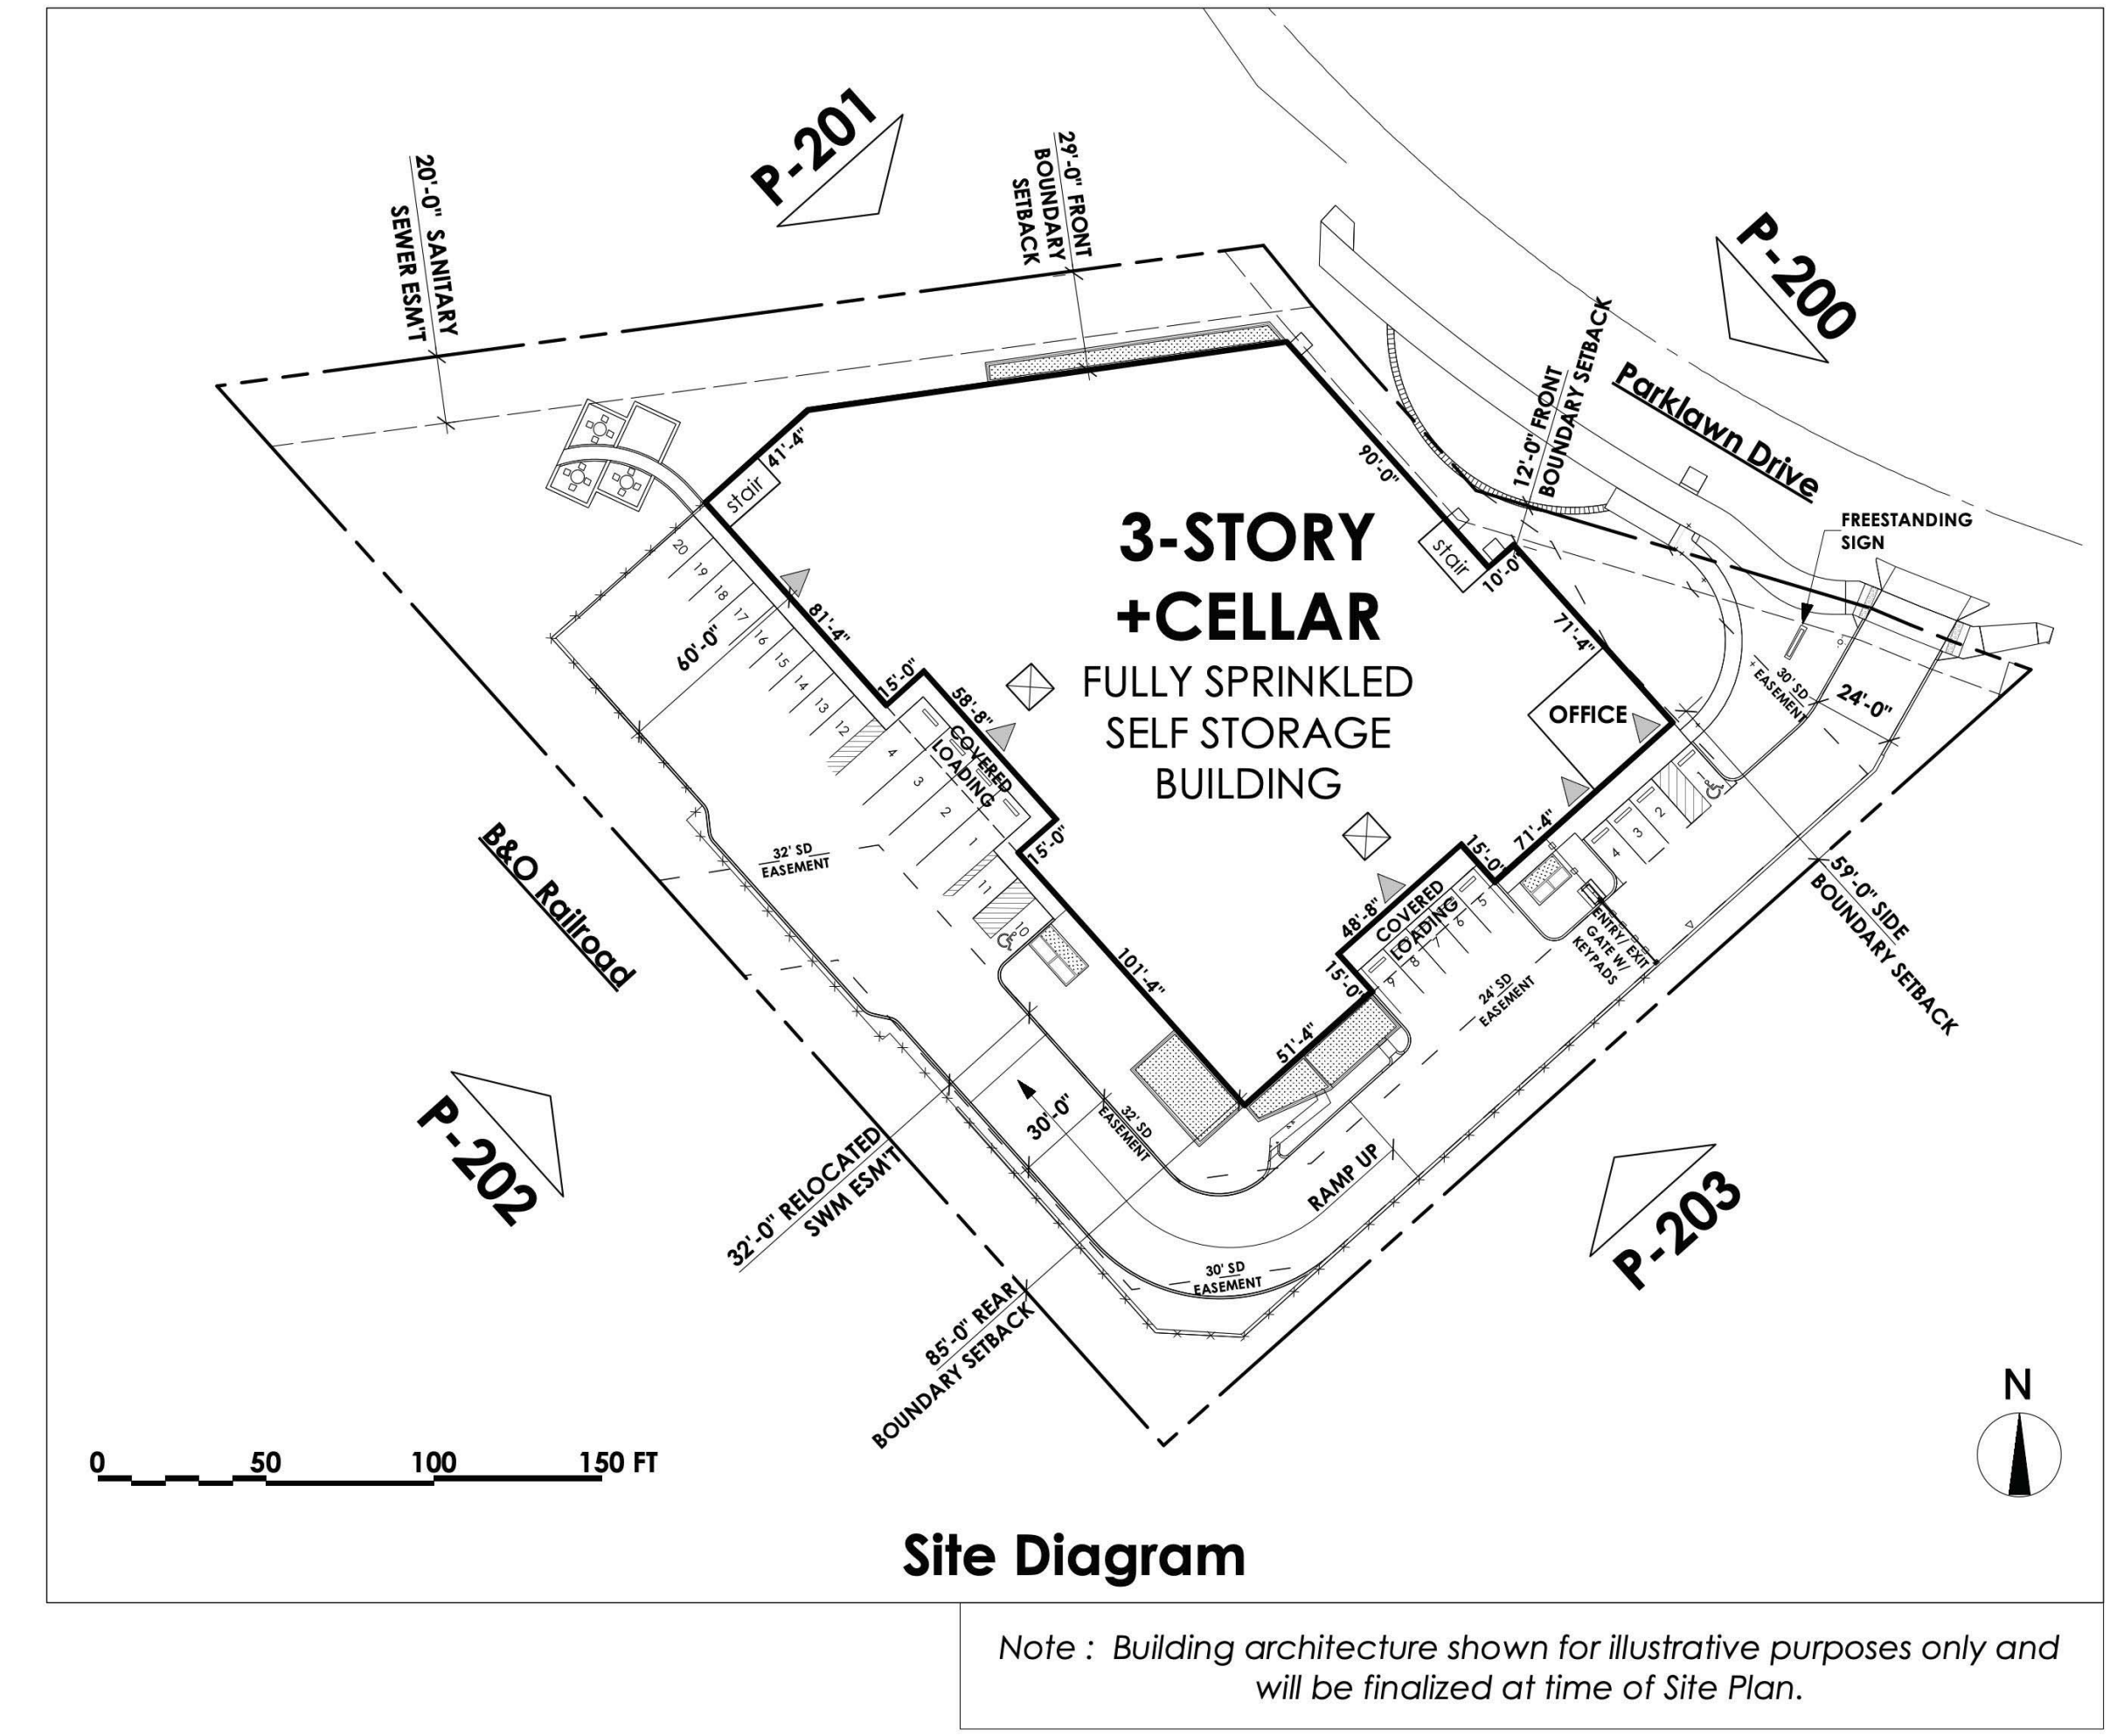 P-201
20'-0" SANITARY
SEWER ESM'T
29'-0" FRONT
BOUNDARY
SETBACK
P-200
Parklawn Drive
12'-0" FRONT
BOUNDARY SETBACK
FREESTANDING
SIGN
41'-4"
stair
90'-0"
stair
10'-0"
71'-4"
3-STORY
+CELLAR
FULLY SPRINKLED
SELF STORAGE
BUILDING
OFFICE
30' SD
EASEMENT
24'-0"
20
19
18
17
16
15
14
13
12
60'-0"
81'-4"
15'-0"
58'-8"
COVERED
LOADING
4
3
2
1
15'-0"
11
10
32' SD
EASEMENT
B&O Railroad
101'-4"
71'-4"
15'-0"
48'-8"
COVERED
LOADING
15'-0"
51'-4"
1
2
3
4
5
6
7
8
9
ENTRY/ EXIT
GATE W/
KEYPADS
24' SD
EASEMENT
59'-0" SIDE
BOUNDARY SETBACK
P-202
30'-0"
32' SD
EASEMENT
32'-0" RELOCATED
SWM ESM'T
RAMP UP
P-203
30' SD
EASEMENT
85'-0" REAR
BOUNDARY SETBACK
N
0 50 100 150 FT
Site Diagram
Note : Building architecture shown for illustrative purposes only and
will be finalized at time of Site Plan.